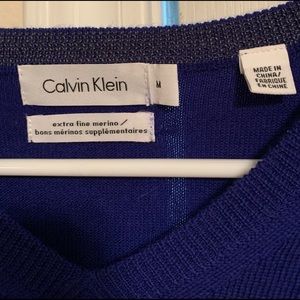 Calvin Klein
M
extra fine merino /
bons mérinos supplémentaires
MADE IN
CHINA/
FABRIQUÉ
EN CHINE